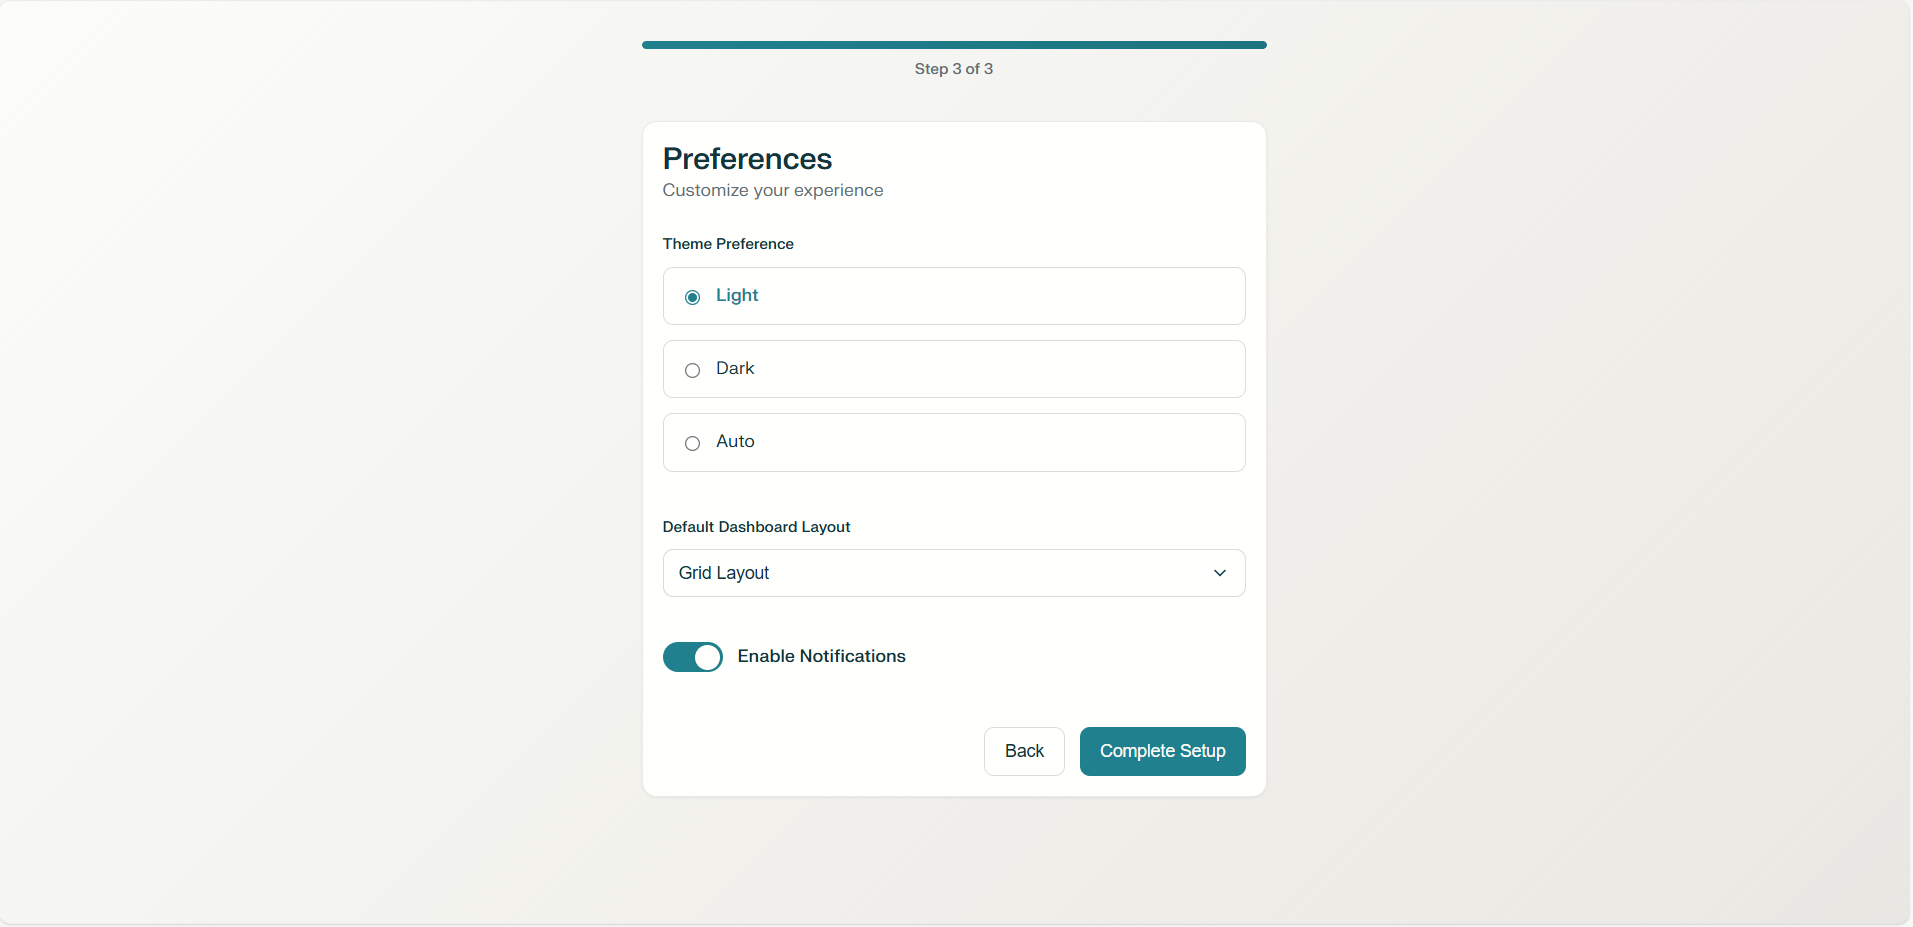 Step 3 of 3
Preferences
Customize your experience
Theme Preference
Light
Dark
Auto
Default Dashboard Layout
Grid Layout
Enable Notifications
Back
Complete Setup